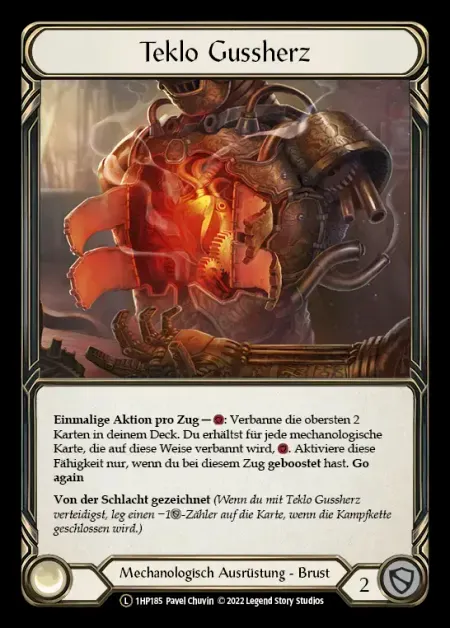 Teklo Gussherz
Einmalige Aktion pro Zug — : Verbanne die obersten 2
Karten in deinem Deck. Du erhältst für jede mechanologische
Karte, die auf diese Weise verbannt wird, . Aktiviere diese
Fähigkeit nur, wenn du bei diesem Zug geboostet hast. Go
again
Von der Schlacht gezeichnet (Wenn du mit Teklo Gussherz
verteidigst, leg einen −1-Zähler auf die Karte, wenn die Kampfkette
geschlossen wird.)
Mechanologisch Ausrüstung - Brust
2
L 1HP185 Pavel Chuvin © 2022 Legend Story Studios